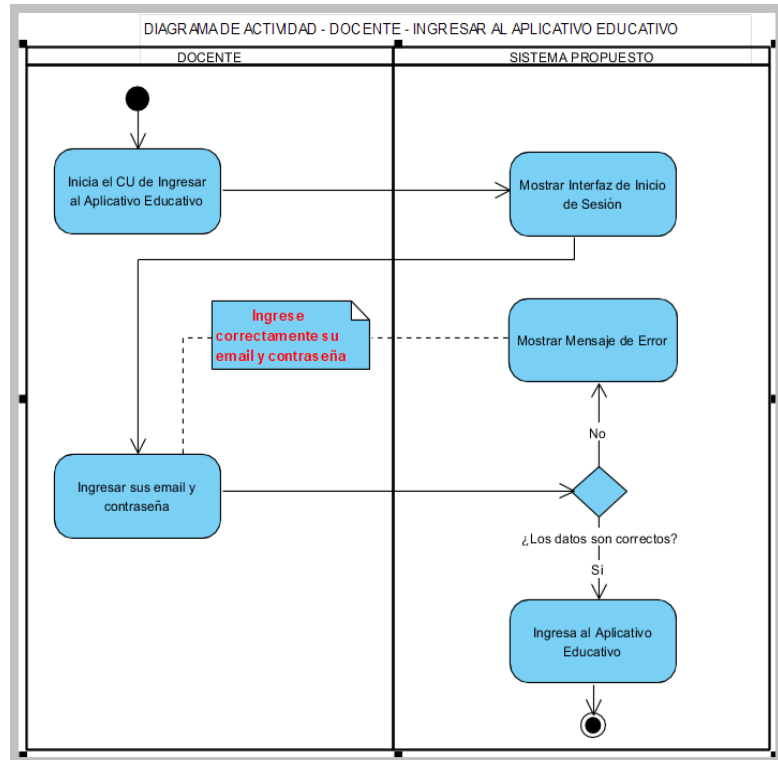 DIAGRAMA DE ACTIVIDAD - DOCENTE - INGRESAR AL APLICATIVO EDUCATIVO
DOCENTE
SISTEMA PROPUESTO
Inicia el CU de Ingresar
al Aplicativo Educativo
Mostrar Interfaz de Inicio
de Sesión
Ingrese
correctamente su
email y contraseña
Mostrar Mensaje de Error
No
Ingresar sus email y
contraseña
¿Los datos son correctos?
Si
Ingresa al Aplicativo
Educativo